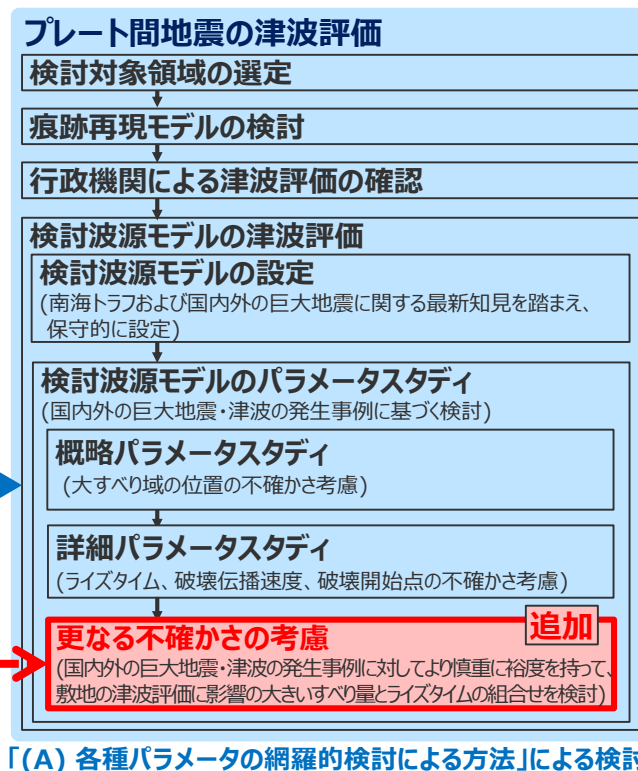 プレート間地震の津波評価
検討対象領域の選定
痕跡再現モデルの検討
行政機関による津波評価の確認
検討波源モデルの津波評価
検討波源モデルの設定
(南海トラフおよび国内外の巨大地震に関する最新知見を踏まえ、
保守的に設定)
検討波源モデルのパラメータスタディ
(国内外の巨大地震・津波の発生事例に基づく検討)
概略パラメータスタディ
(大すべり域の位置の不確かさ考慮)
詳細パラメータスタディ
(ライズタイム、破壊伝播速度、破壊開始点の不確かさ考慮)
追加
更なる不確かさの考慮
(国内外の巨大地震・津波の発生事例に対してより慎重に裕度を持って、
敷地の津波評価に影響の大きいすべり量とライズタイムの組合せを検討)
「(A) 各種パラメータの網羅的検討による方法」による検討